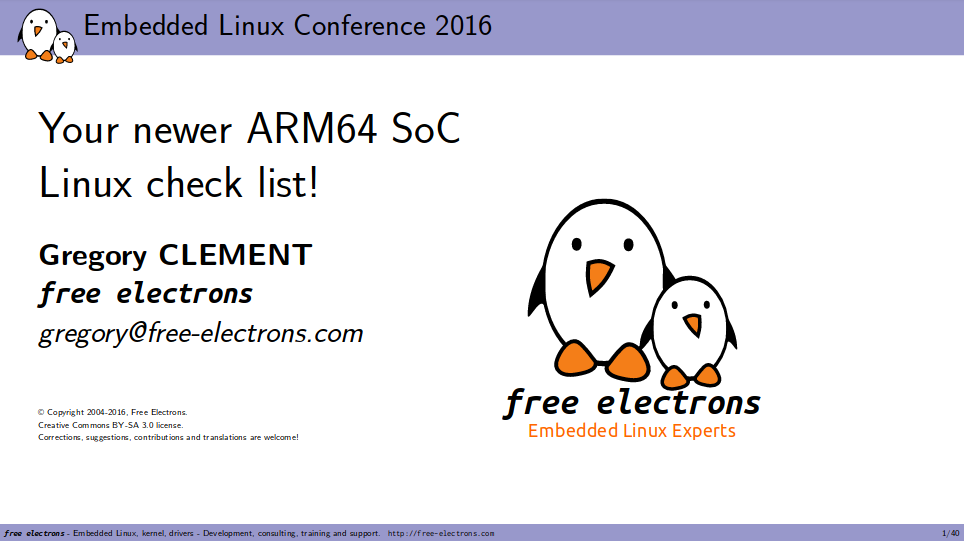 Embedded Linux Conference 2016
Your newer ARM64 SoC
Linux check list!
Gregory CLEMENT
free electrons
gregory@free-electrons.com
© Copyright 2004-2016, Free Electrons.
Creative Commons BY-SA 3.0 license.
Corrections, suggestions, contributions and translations are welcome!
free electrons
Embedded Linux Experts
free electrons - Embedded Linux, kernel, drivers - Development, consulting, training and support. http://free-electrons.com 1/40